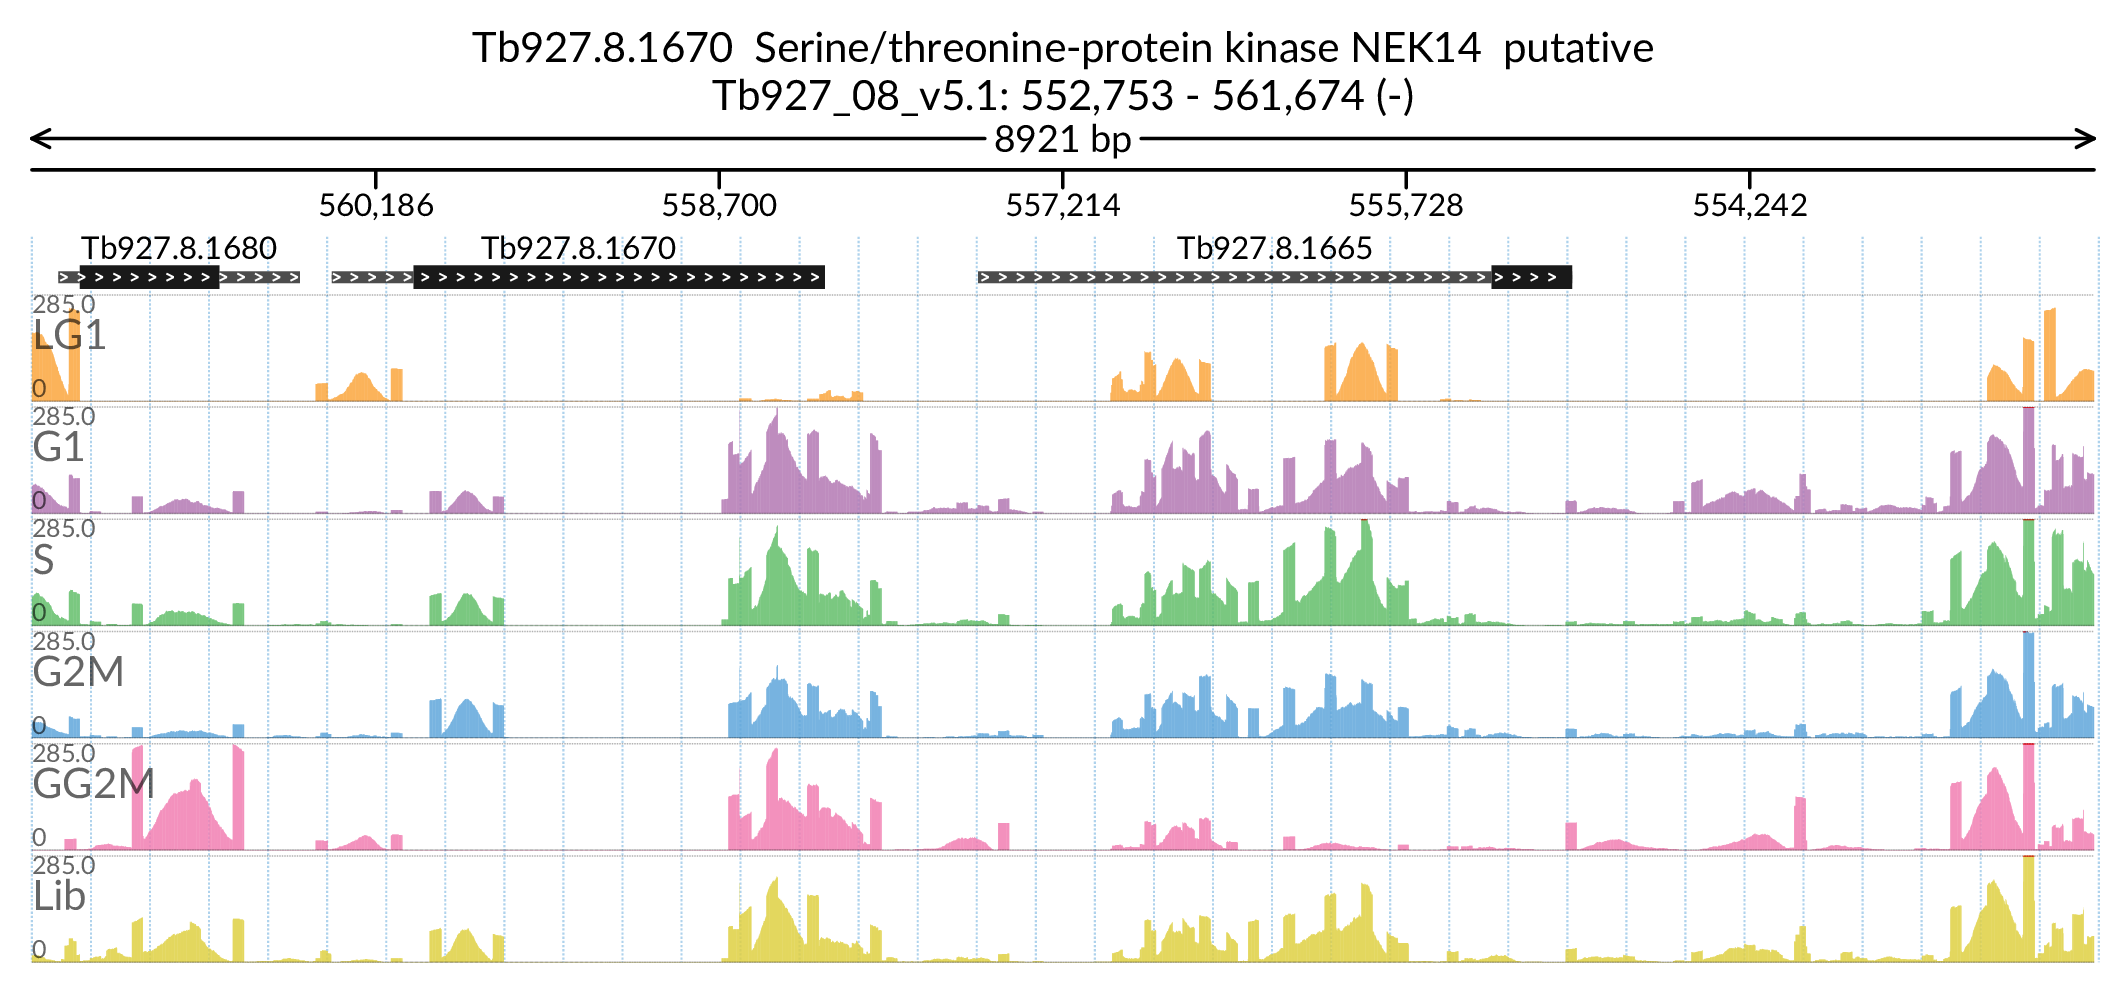 Tb927.8.1670  Serine/threonine-protein kinase NEK14  putative
Tb927_08_v5.1: 552,753 - 561,674 (-)
8921 bp
560,186 558,700 557,214 555,728 554,242
Tb927.8.1680 Tb927.8.1670 Tb927.8.1665
285.0
LG1
0
285.0
G1
0
285.0
S
0
285.0
G2M
0
285.0
GG2M
0
285.0
Lib
0